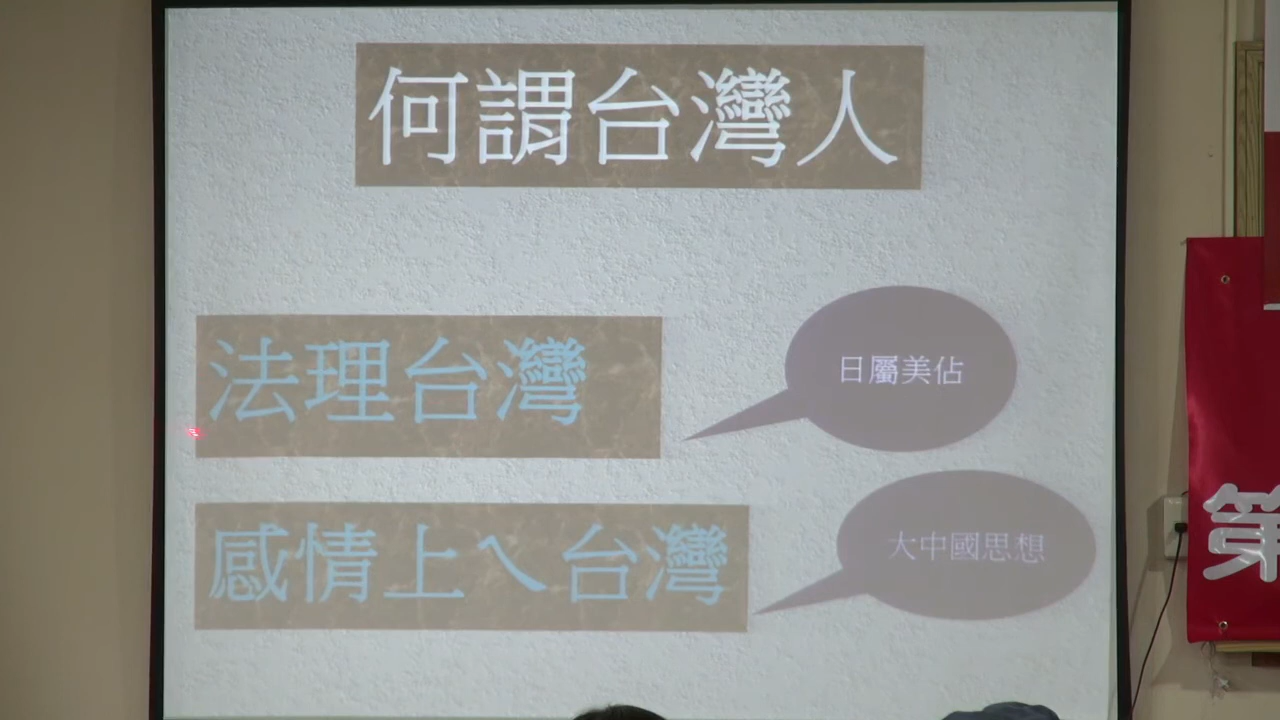 何謂台灣人
法理台灣
日屬美佔
感情上ㄟ台灣
大中國思想
第